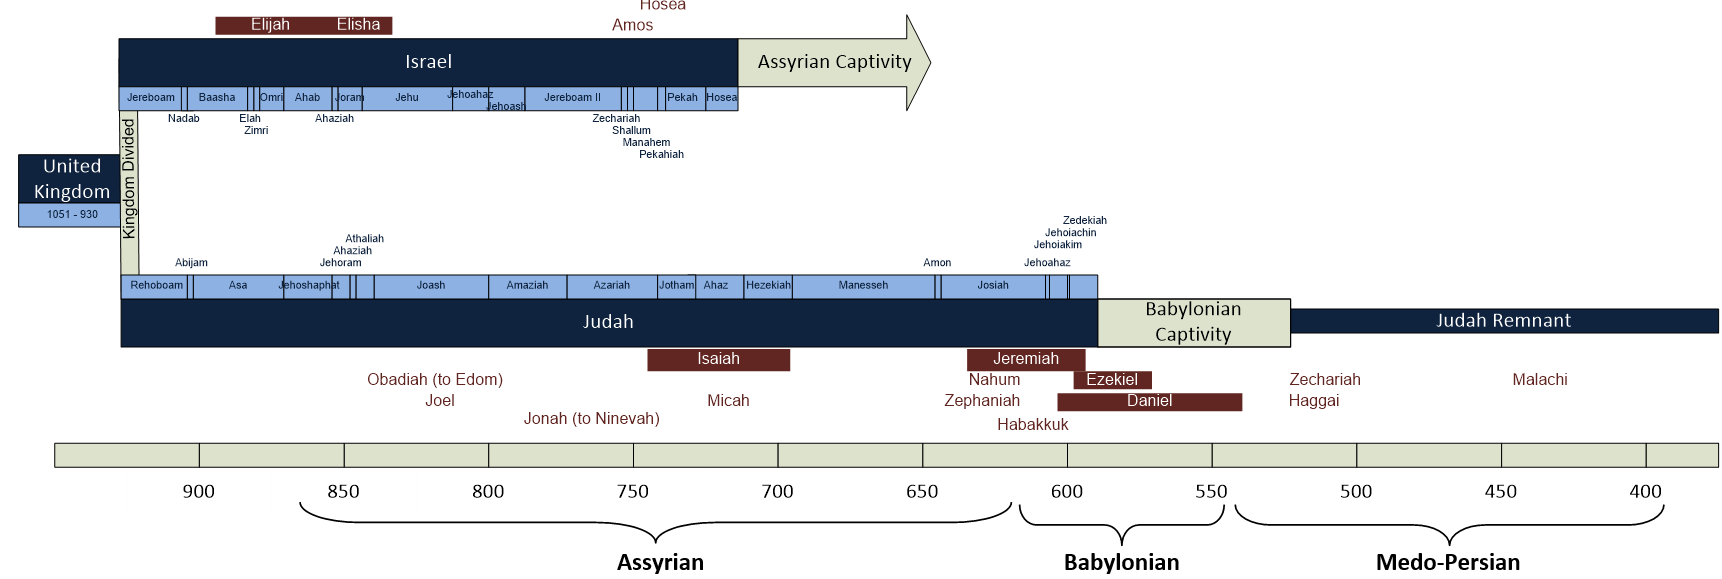 Hosea
Elijah
Elisha
Amos
Israel
Assyrian Captivity
Jereboam
Baasha
Omri
Ahab
Joram
Jehu
Jehoahaz
Jehoash
Jereboam II
Pekah
Hosea
Nadab
Elah
Zimri
Ahaziah
Zechariah
Shallum
Manahem
Pekahiah
Kingdom Divided
United
Kingdom
1051 - 930
Zedekiah
Jehoiachin
Jehoiakim
Jehoahaz
Athaliah
Ahaziah
Jehoram
Abijam
Amon
Rehoboam
Asa
Jehoshaphat
Joash
Amaziah
Azariah
Jotham
Ahaz
Hezekiah
Manesseh
Josiah
Judah
Babylonian
Captivity
Judah Remnant
Isaiah
Jeremiah
Obadiah (to Edom)
Nahum
Ezekiel
Zechariah
Malachi
Joel
Micah
Zephaniah
Daniel
Haggai
Jonah (to Ninevah)
Habakkuk
900
850
800
750
700
650
600
550
500
450
400
Assyrian
Babylonian
Medo-Persian